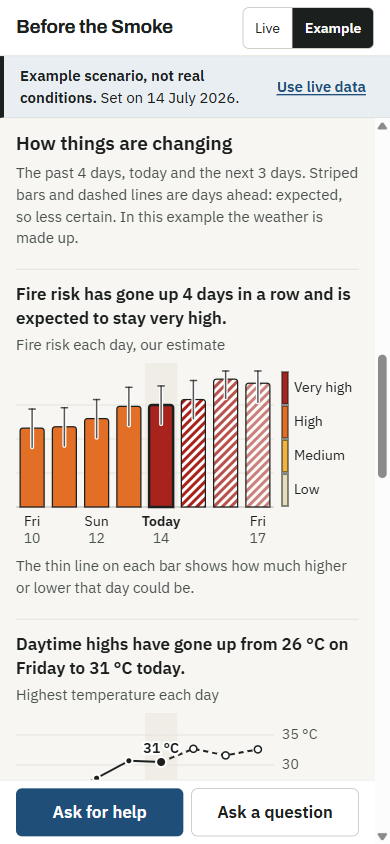 Before the Smoke
Live
Example
Example scenario, not real
conditions. Set on 14 July 2026.
Use live data
How things are changing
The past 4 days, today and the next 3 days. Striped
bars and dashed lines are days ahead: expected,
so less certain. In this example the weather is
made up.
Fire risk has gone up 4 days in a row and is
expected to stay very high.
Fire risk each day, our estimate
Very high
High
Medium
Low
Fri
10
Sun
12
Today
14
Fri
17
The thin line on each bar shows how much higher
or lower that day could be.
Daytime highs have gone up from 26 °C on
Friday to 31 °C today.
Highest temperature each day
35 °C
31 °C
30
Ask for help
Ask a question